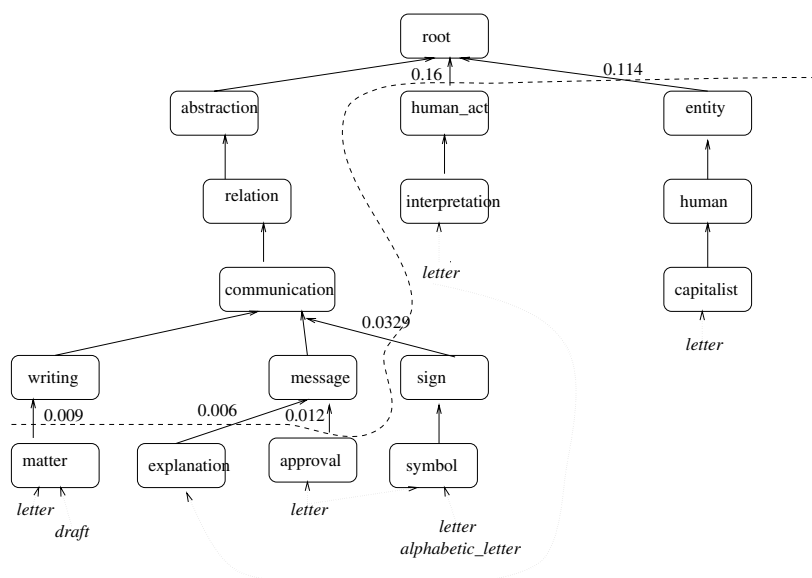 root
0.16
0.114
abstraction
human_act
entity
relation
interpretation
human
letter
communication
capitalist
0.0329
letter
writing
message
sign
0.009
0.006
0.012
matter
explanation
approval
symbol
letter
draft
letter
letter
alphabetic_letter